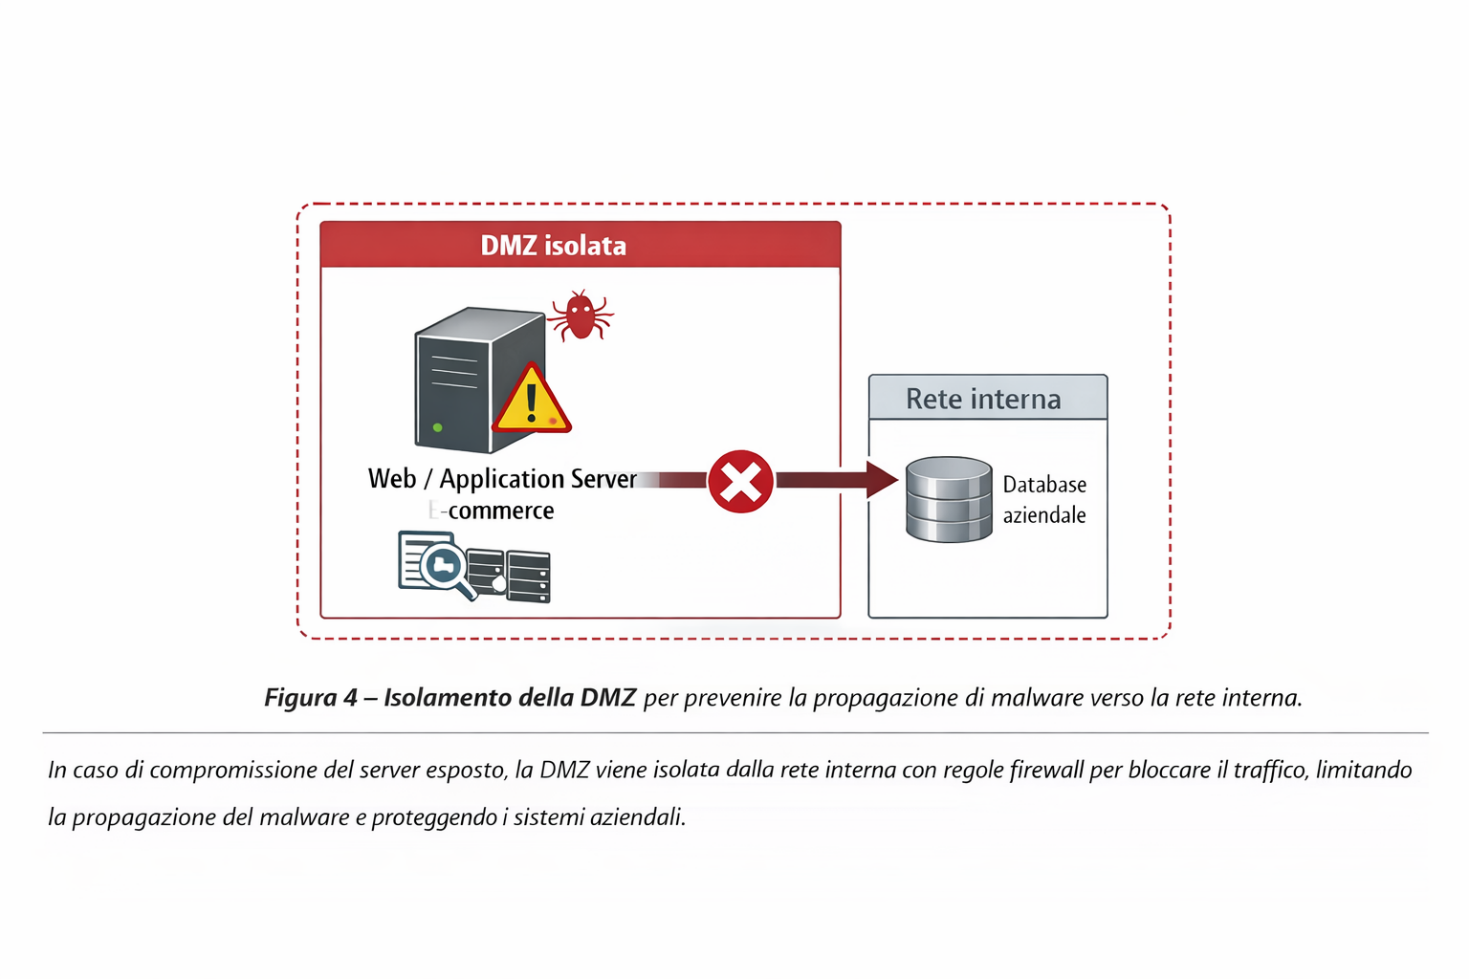 DMZ isolata
Web / Application Server
E-commerce
Rete interna
Database
aziendale
Figura 4 – Isolamento della DMZ per prevenire la propagazione di malware verso la rete interna.
In caso di compromissione del server esposto, la DMZ viene isolata dalla rete interna con regole firewall per bloccare il traffico, limitando
la propagazione del malware e proteggendo i sistemi aziendali.